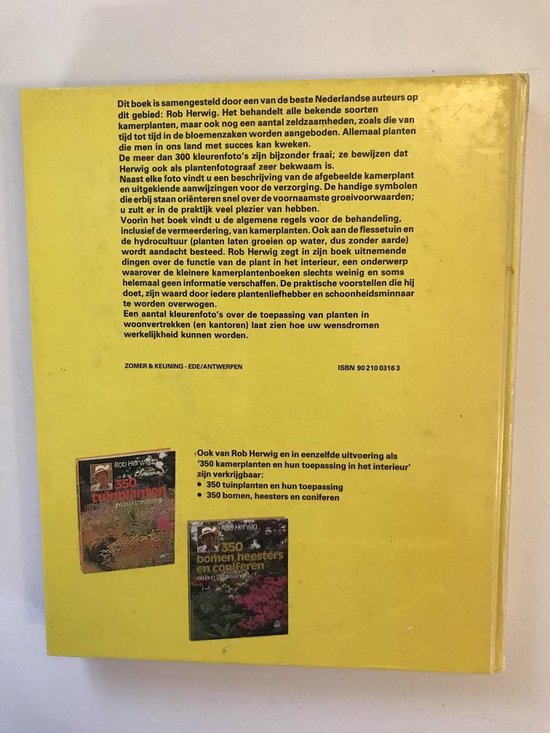 Dit boek is samengesteld door een van de beste Nederlandse auteurs op
dit gebied: Rob Herwig. Het behandelt alle bekende soorten
kamerplanten, maar ook nog een aantal zeldzaamheden, zoals die van
tijd tot tijd in de bloemenzaken worden aangeboden. Allemaal planten
die men in ons land met succes kan kweken.
De meer dan 300 kleurenfoto's zijn bijzonder fraai; ze bewijzen dat
Herwig ook als plantenfotograaf zeer bekwaam is.
Naast elke foto vindt u een beschrijving van de afgebeelde kamerplant
en uitgekiende aanwijzingen voor de verzorging. De handige symbolen
die erbij staan oriënteren snel over de voornaamste groeivoorwaarden;
u zult er in de praktijk veel plezier van hebben.
Voorin het boek vindt u de algemene regels voor de behandeling,
inclusief de vermeerdering, van kamerplanten. Ook aan de flessetuin en
de hydrocultuur (planten laten groeien op water, dus zonder aarde)
wordt aandacht besteed. Rob Herwig zegt in zijn boek uitnemende
dingen over de functie van de plant in het interieur, een onderwerp
waarover de kleinere kamerplantenboeken slechts weinig en soms
helemaal geen informatie verschaffen. De praktische voorstellen die hij
doet, zijn waard door iedere plantenliefhebber en schoonheidsminnaar
te worden overwogen.
Een aantal kleurenfoto's over de toepassing van planten in
woonvertrekken (en kantoren) laat zien hoe uw wensdromen
werkelijkheid kunnen worden.
ZOMER & KEUNING - EDE/ANTWERPEN
ISBN 90 210 0316 3
Ook van Rob Herwig en in eenzelfde uitvoering als
'350 kamerplanten en hun toepassing in het interieur'
zijn verkrijgbaar:
• 350 tuinplanten en hun toepassing
• 350 bomen, heesters en coniferen
Rob Herwig
350
tuinplanten
en hun toepassing
Rob Herwig
350
bomen, heesters
en coniferen
en hun toepassing